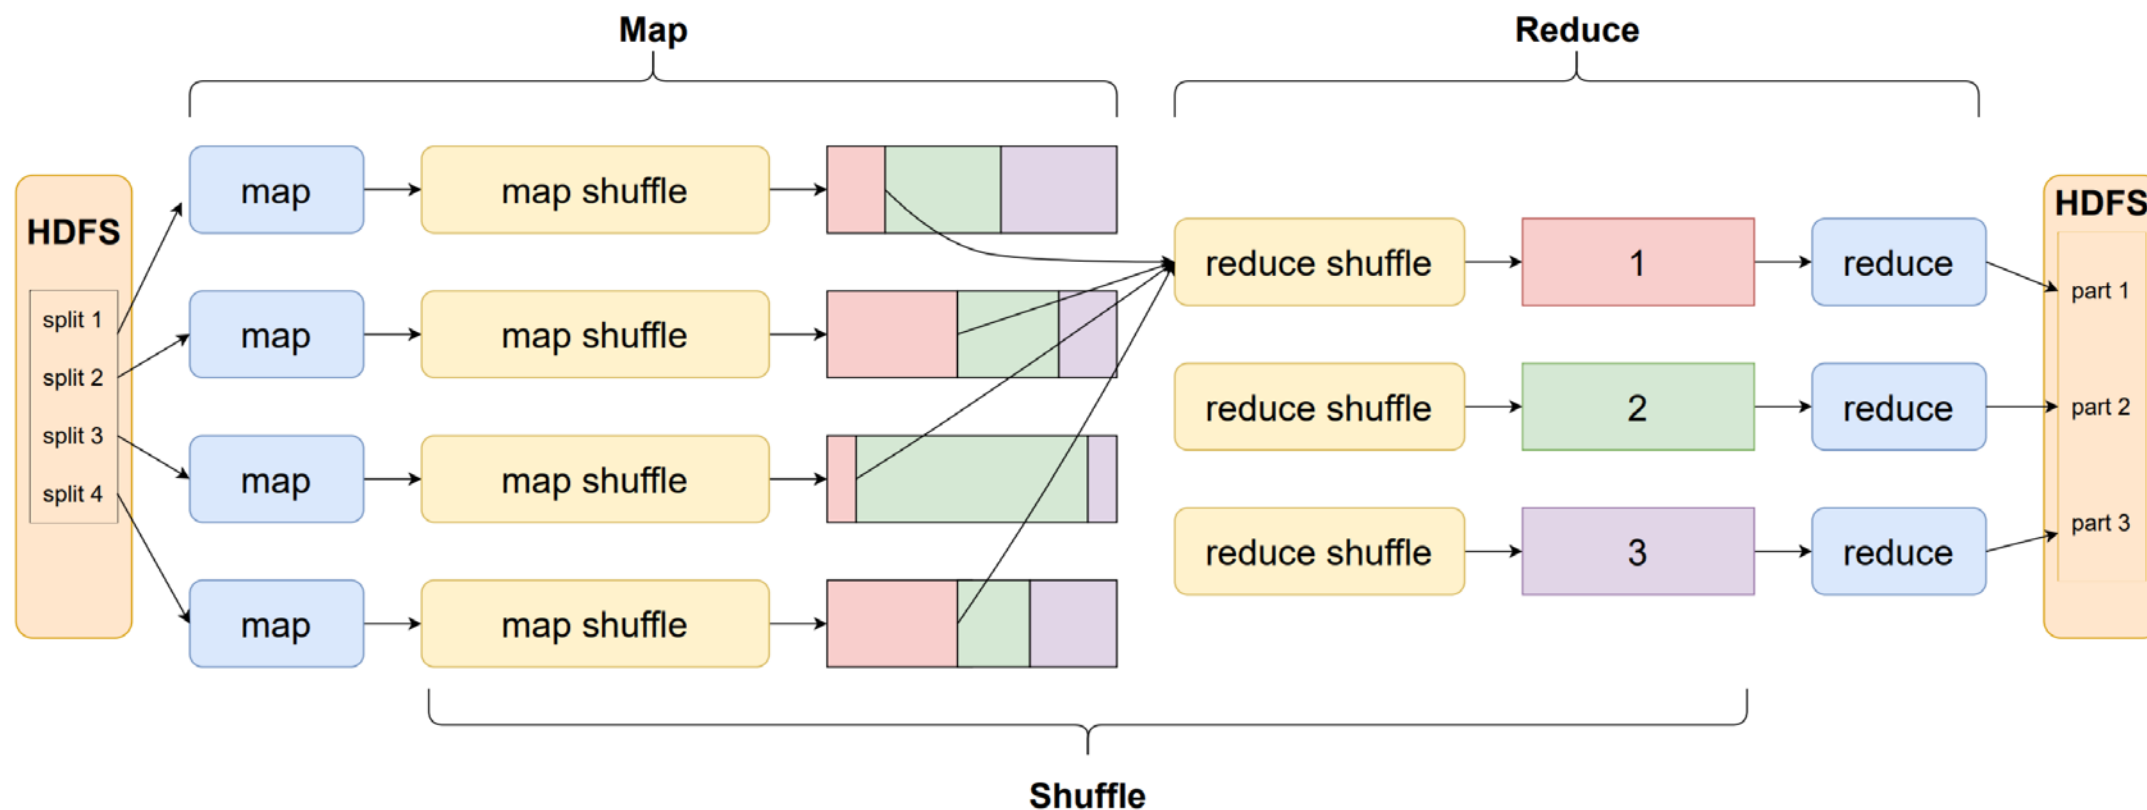 Map
Reduce
HDFS
split 1
split 2
split 3
split 4
map
map shuffle
map
map shuffle
map
map shuffle
map
map shuffle
reduce shuffle
1
reduce
reduce shuffle
2
reduce
reduce shuffle
3
reduce
HDFS
part 1
part 2
part 3
Shuffle